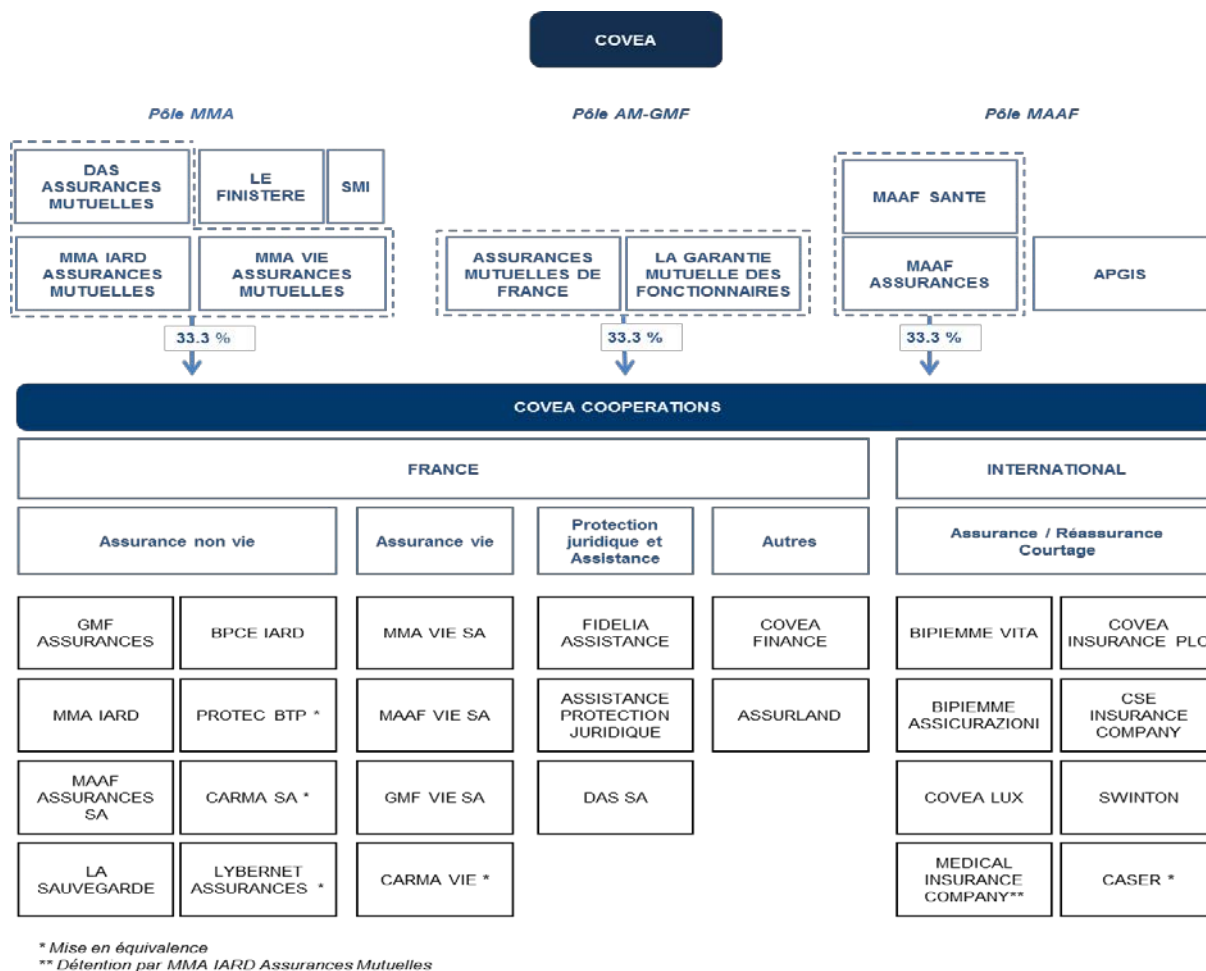 COVEA
Pôle MMA
Pôle AM-GMF
Pôle MAAF
DAS
ASSURANCES
MUTUELLES
LE
FINISTERE
SMI
MAAF SANTE
MMA IARD
ASSURANCES
MUTUELLES
MMA VIE
ASSURANCES
MUTUELLES
ASSURANCES
MUTUELLES DE
FRANCE
LA GARANTIE
MUTUELLE DES
FONCTIONNAIRES
MAAF
ASSURANCES
APGIS
33.3 %
33.3 %
33.3 %
COVEA COOPERATIONS
FRANCE
INTERNATIONAL
Assurance non vie
Assurance vie
Protection
juridique et
Assistance
Autres
Assurance / Réassurance
Courtage
GMF
ASSURANCES
BPCE IARD
MMA VIE SA
FIDELIA
ASSISTANCE
COVEA
FINANCE
BIPIEMME VITA
COVEA
INSURANCE PLC
MMA IARD
PROTEC BTP *
MAAF VIE SA
ASSISTANCE
PROTECTION
JURIDIQUE
ASSURLAND
BIPIEMME
ASSICURAZIONI
CSE
INSURANCE
COMPANY
MAAF
ASSURANCES
SA
CARMA SA *
GMF VIE SA
DAS SA
COVEA LUX
SWINTON
LA
SAUVEGARDE
LYBERNET
ASSURANCES *
CARMA VIE *
MEDICAL
INSURANCE
COMPANY**
CASER *
* Mise en équivalence
** Détention par MMA IARD Assurances Mutuelles